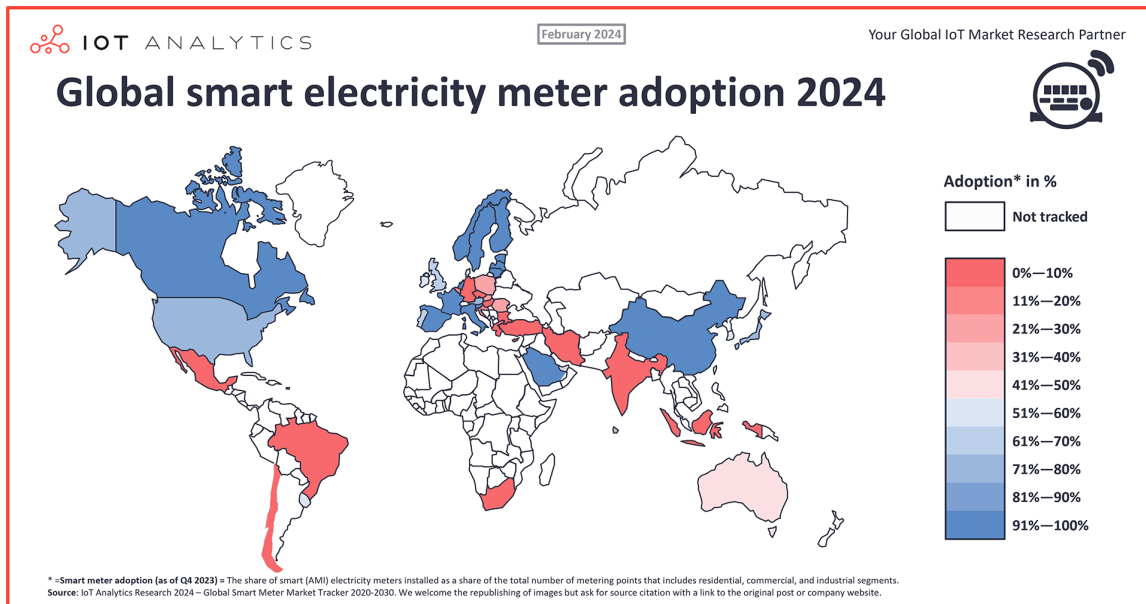 IOT ANALYTICS
February 2024
Your Global IoT Market Research Partner
Global smart electricity meter adoption 2024
Adoption* in %
Not tracked
0%—10%
11%—20%
21%—30%
31%—40%
41%—50%
51%—60%
61%—70%
71%—80%
81%—90%
91%—100%
* =Smart meter adoption (as of Q4 2023) = The share of smart (AMI) electricity meters installed as a share of the total number of metering points that includes residential, commercial, and industrial segments.
Source: IoT Analytics Research 2024 – Global Smart Meter Market Tracker 2020-2030. We welcome the republishing of images but ask for source citation with a link to the original post or company website.